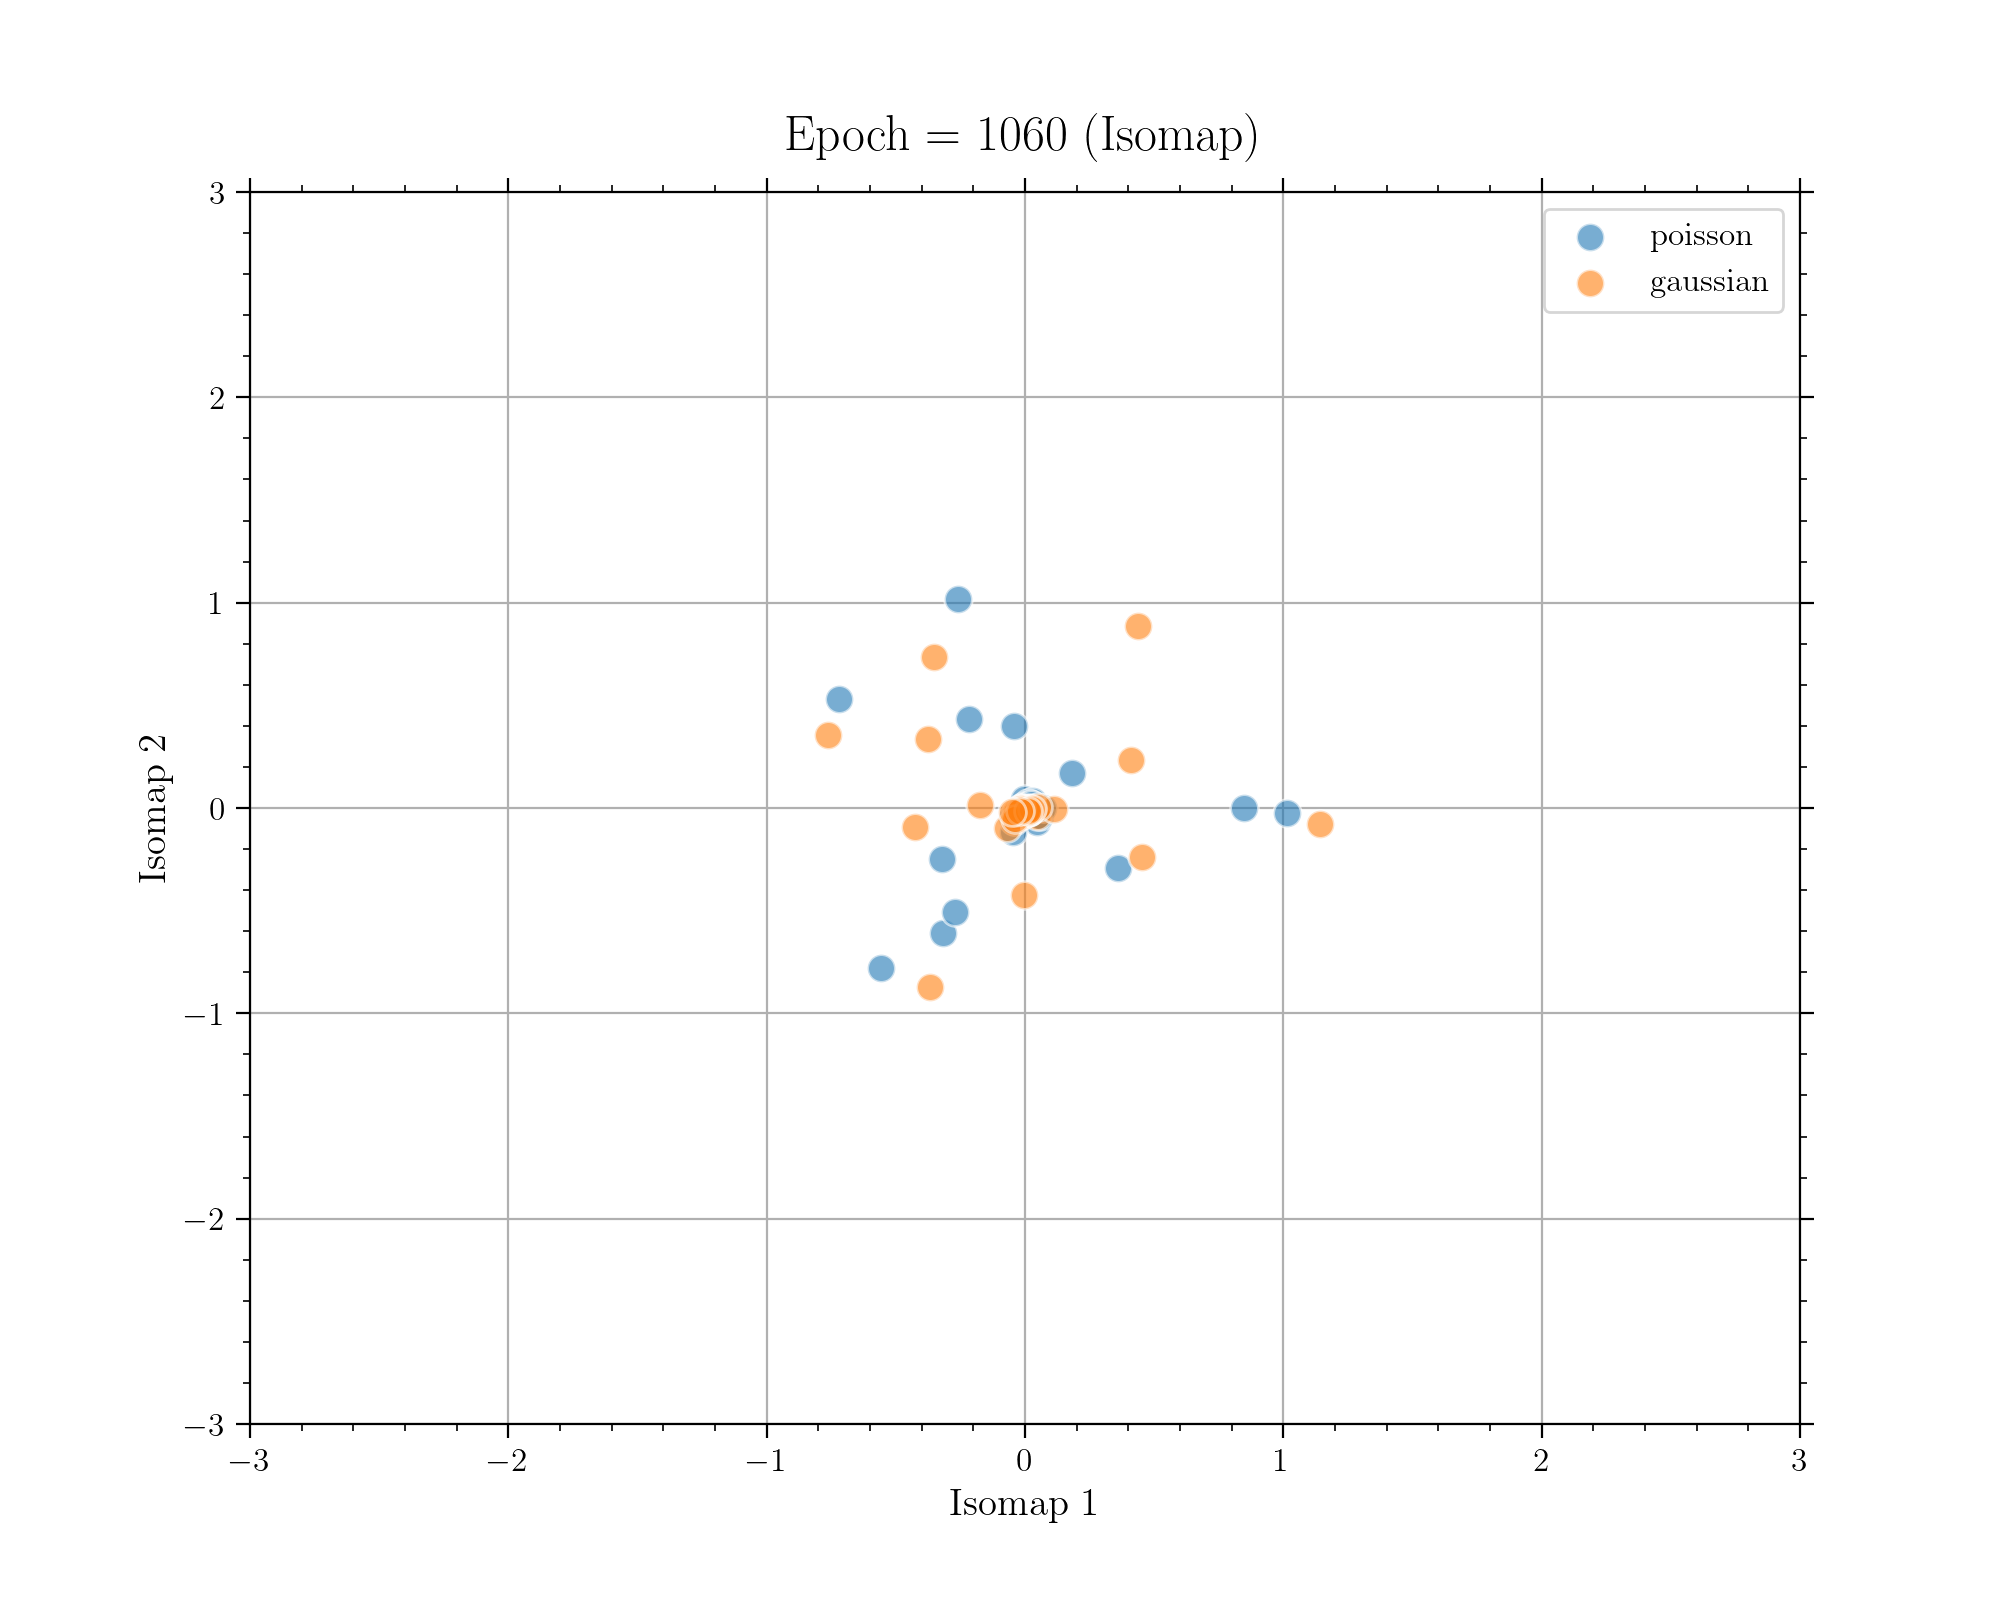 Epoch = 1060 (Isomap)
poisson
gaussian
3
2
1
0
−1
−2
−3
Isomap 2
−3 −2 −1 0 1 2 3
Isomap 1